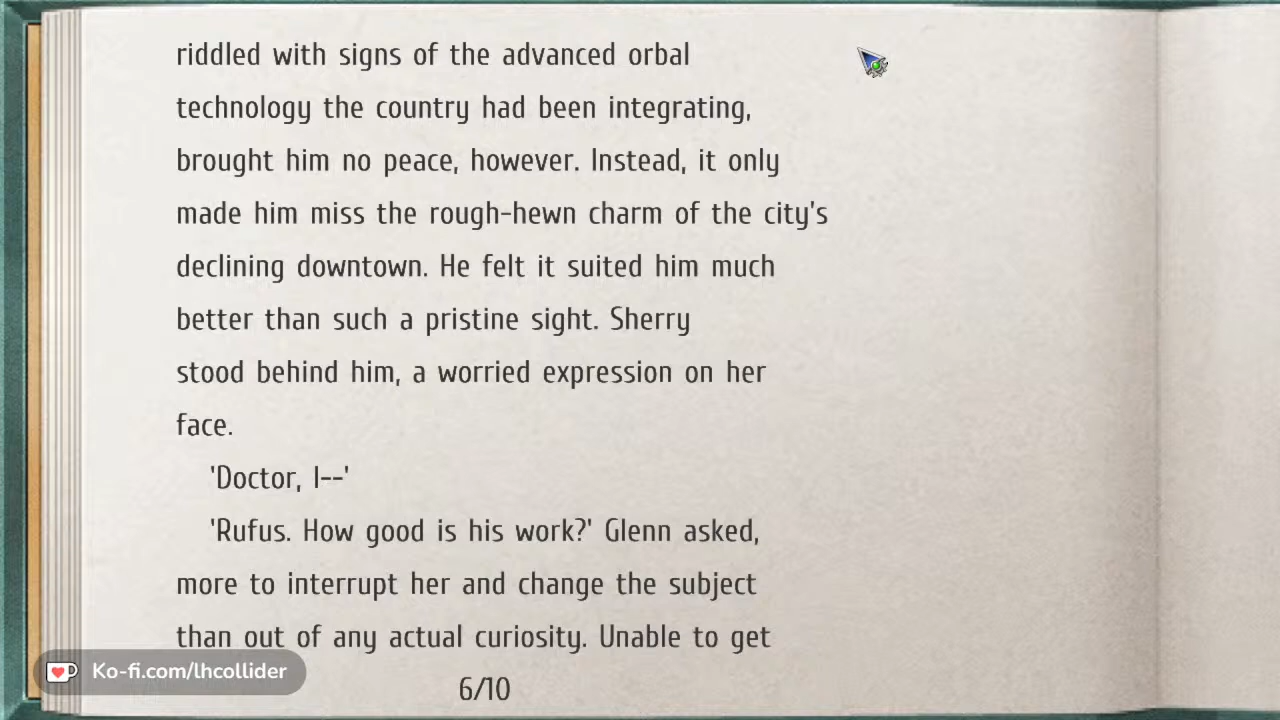 riddled with signs of the advanced orbal
technology the country had been integrating,
brought him no peace, however. Instead, it only
made him miss the rough-hewn charm of the city's
declining downtown. He felt it suited him much
better than such a pristine sight. Sherry
stood behind him, a worried expression on her
face.
'Doctor, I--'
'Rufus. How good is his work?' Glenn asked,
more to interrupt her and change the subject
than out of any actual curiosity. Unable to get
Ko-fi.com/lhcollider
6/10